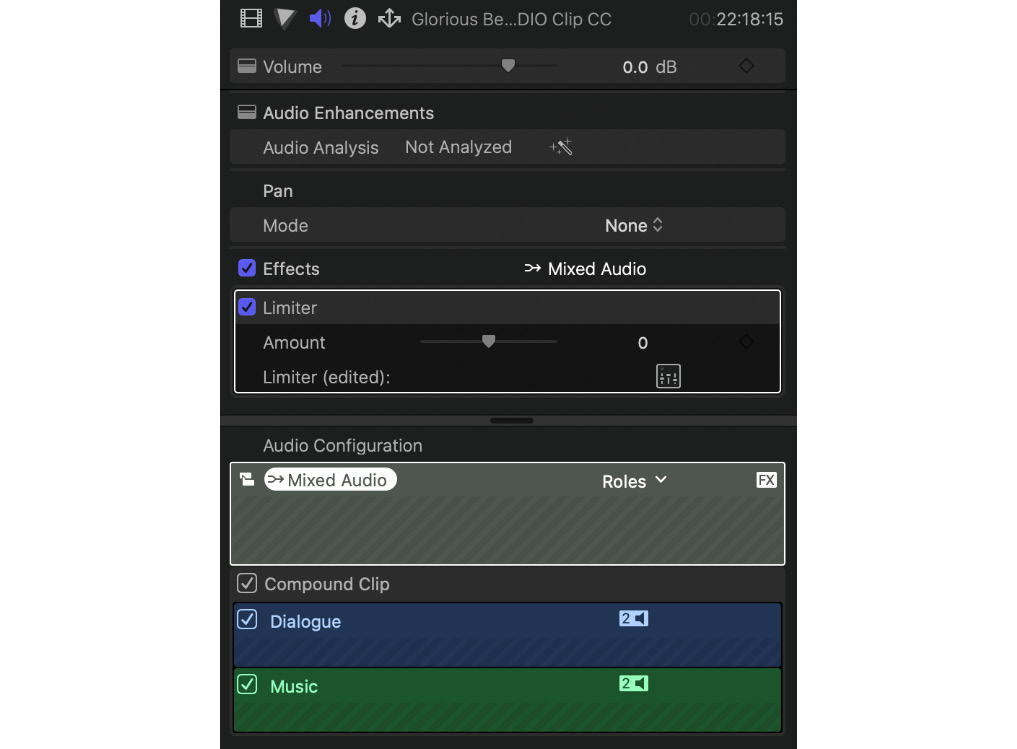 Glorious Be...DIO Clip CC 00:22:18:15
Volume 0.0 dB
Audio Enhancements
Audio Analysis Not Analyzed
Pan
Mode None
Effects Mixed Audio
Limiter
Amount 0
Limiter (edited):
Audio Configuration
Mixed Audio Roles FX
Compound Clip
Dialogue 2
Music 2